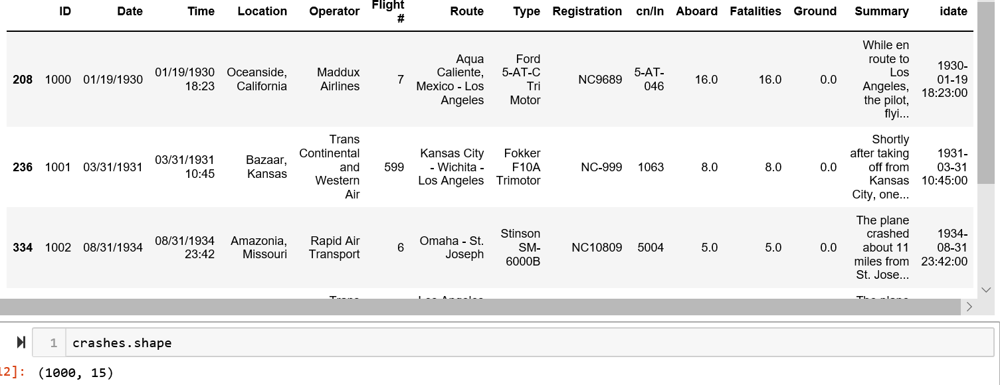 ID Date Time Location Operator Flight # Route Type Registration cn/In Aboard Fatalities Ground Summary idate
208 1000 01/19/1930 01/19/1930 18:23 Oceanside, California Maddux Airlines 7 Aqua Caliente, Mexico - Los Angeles Ford 5-AT-C Tri Motor NC9689 5-AT-046 16.0 16.0 0.0 While en route to Los Angeles, the pilot, flyi... 1930-01-19 18:23:00
236 1001 03/31/1931 03/31/1931 10:45 Bazaar, Kansas Trans Continental and Western Air 599 Kansas City - Wichita - Los Angeles Fokker F10A Trimotor NC-999 1063 8.0 8.0 0.0 Shortly after taking off from Kansas City, one... 1931-03-31 10:45:00
334 1002 08/31/1934 08/31/1934 23:42 Amazonia, Missouri Rapid Air Transport 6 Omaha - St. Joseph Stinson SM-6000B NC10809 5004 5.0 5.0 0.0 The plane crashed about 11 miles from St. Jose... 1934-08-31 23:42:00
Trans Los Angeles The plane
1 crashes.shape
12]: (1000, 15)